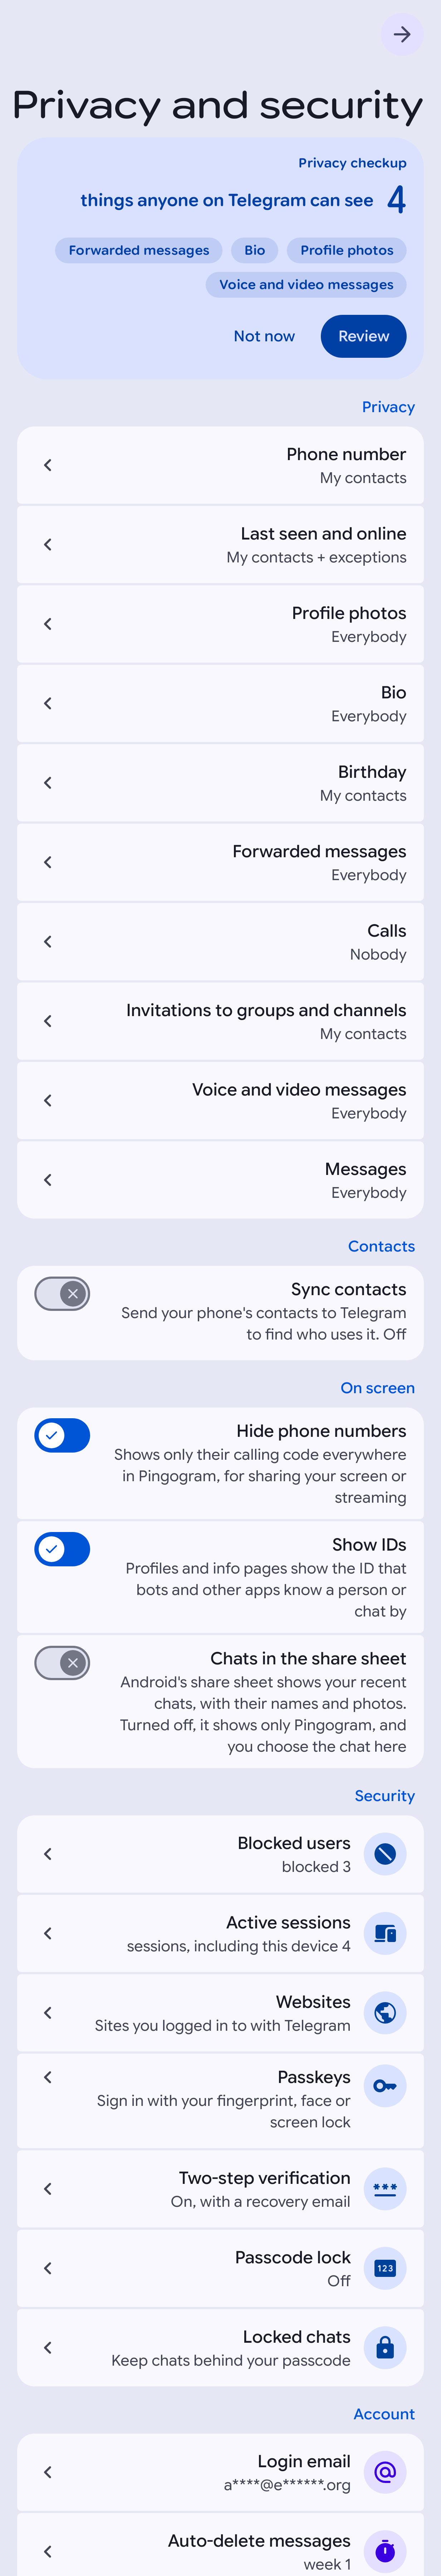 Privacy and security
Privacy checkup
things anyone on Telegram can see 4
Forwarded messages Bio Profile photos
Voice and video messages
Not now Review
Privacy
Phone number
My contacts
Last seen and online
My contacts + exceptions
Profile photos
Everybody
Bio
Everybody
Birthday
My contacts
Forwarded messages
Everybody
Calls
Nobody
Invitations to groups and channels
My contacts
Voice and video messages
Everybody
Messages
Everybody
Contacts
Sync contacts
Send your phone's contacts to Telegram
to find who uses it. Off
On screen
Hide phone numbers
Shows only their calling code everywhere
in Pingogram, for sharing your screen or
streaming
Show IDs
Profiles and info pages show the ID that
bots and other apps know a person or
chat by
Chats in the share sheet
Android's share sheet shows your recent
chats, with their names and photos.
Turned off, it shows only Pingogram, and
you choose the chat here
Security
Blocked users
blocked 3
Active sessions
sessions, including this device 4
Websites
Sites you logged in to with Telegram
Passkeys
Sign in with your fingerprint, face or
screen lock
Two-step verification
On, with a recovery email
Passcode lock
Off
123
Locked chats
Keep chats behind your passcode
Account
Login email
a****@e******.org
Auto-delete messages
week 1